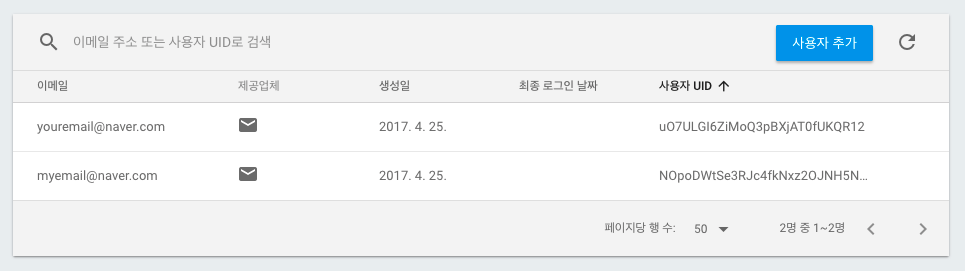 이메일 주소 또는 사용자 UID로 검색 사용자 추가
이메일 제공업체 생성일 최종 로그인 날짜 사용자 UID
youremail@naver.com 2017. 4. 25. uO7ULGI6ZiMoQ3pBXjAT0fUKQR12
myemail@naver.com 2017. 4. 25. NOpoDWtSe3RJc4fkNxz2OJNH5N…
페이지당 행 수: 50 2명 중 1~2명